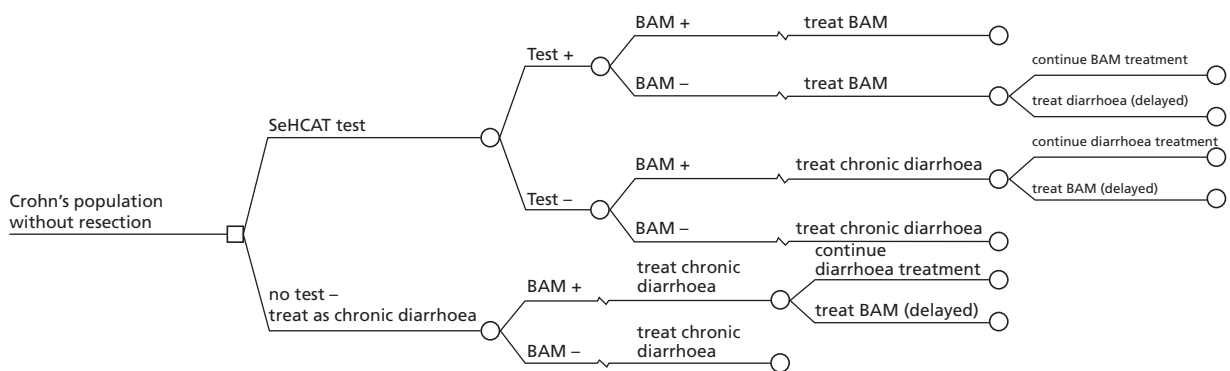 BAM +
treat BAM
Test +
continue BAM treatment
BAM –
treat BAM
treat diarrhoea (delayed)
SeHCAT test
continue diarrhoea treatment
BAM +
treat chronic diarrhoea
Test –
treat BAM (delayed)
BAM –
treat chronic diarrhoea
Crohn’s population
without resection
no test –
treat as chronic diarrhoea
BAM +
treat chronic
diarrhoea
continue
diarrhoea treatment
treat BAM (delayed)
BAM –
treat chronic
diarrhoea